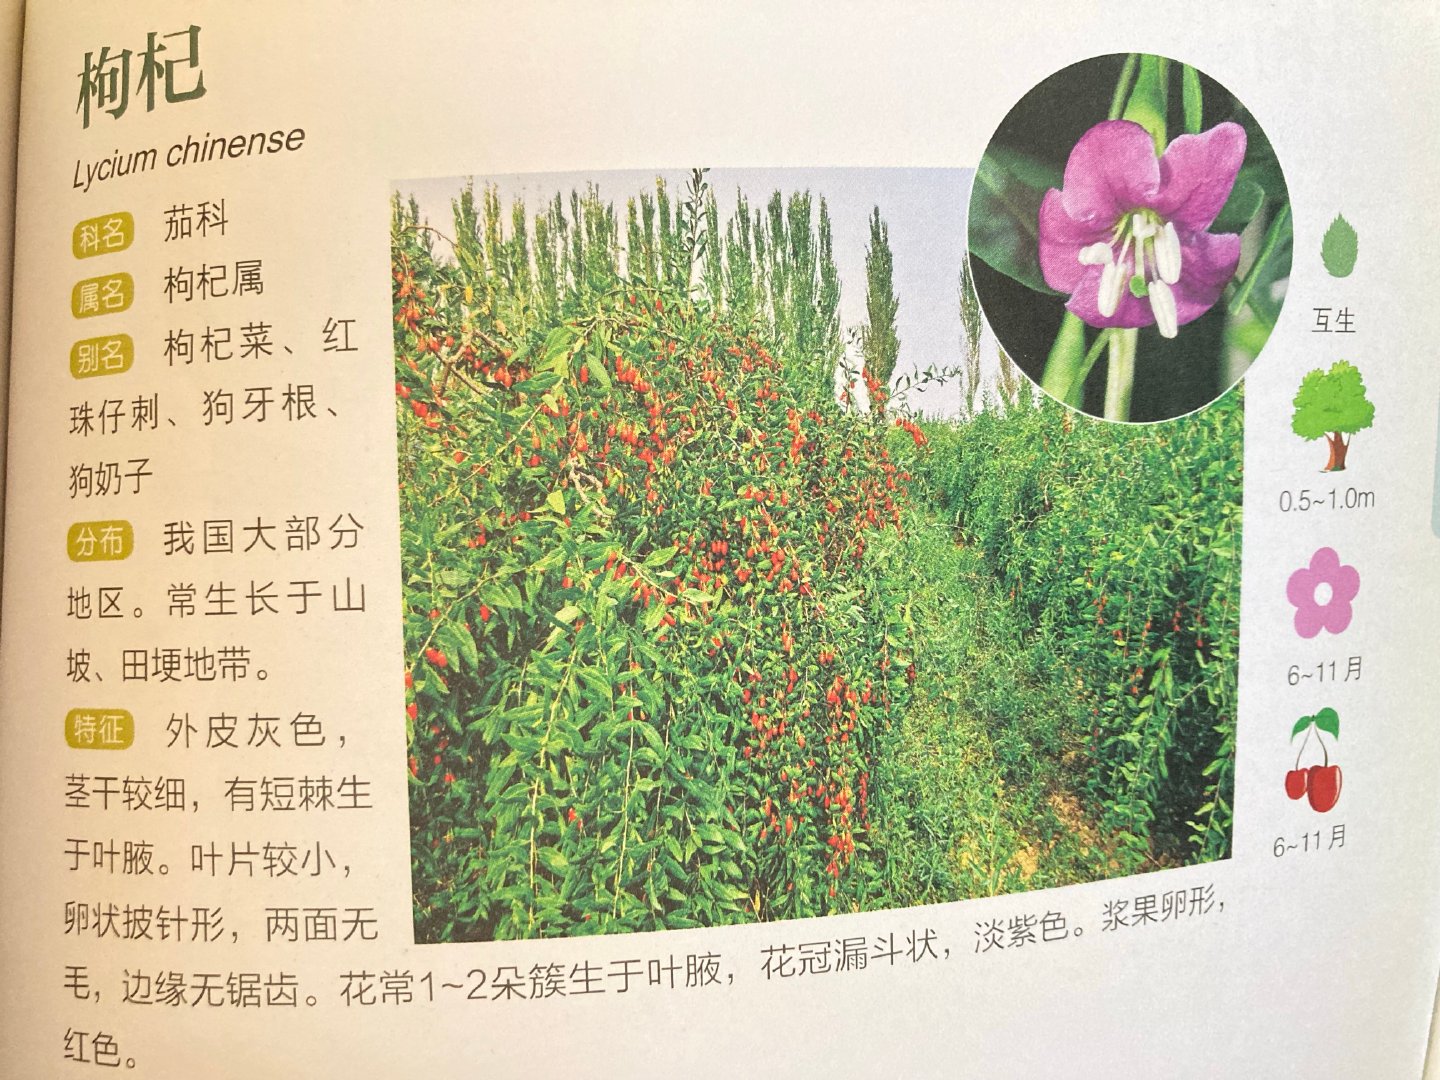 枸杞
Lycium chinense
科名 茄科
属名 枸杞属
别名 枸杞菜、红
珠仔刺、狗牙根、
狗奶子
分布 我国大部分
地区。常生长于山
坡、田埂地带。
特征 外皮灰色，
茎干较细，有短棘生
于叶腋。叶片较小，
卵状披针形，两面无
毛，边缘无锯齿。花常1~2朵簇生于叶腋，花冠漏斗状，淡紫色。浆果卵形，
红色。
互生
0.5~1.0m
6~11月
6~11月